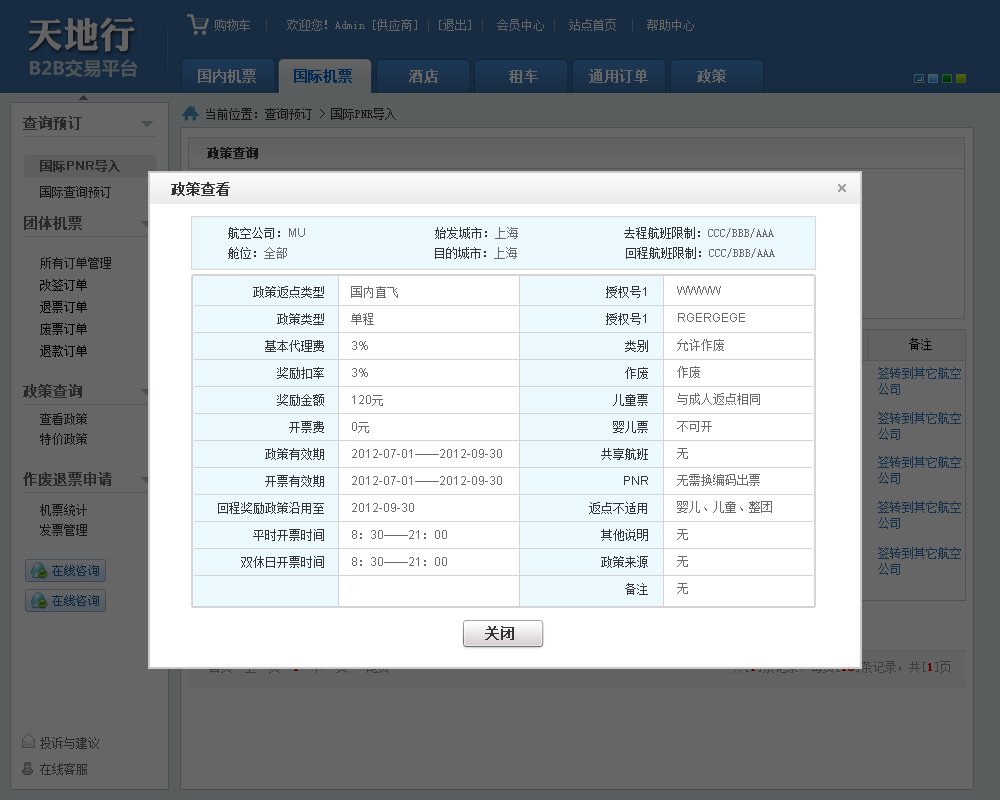 天地行
B2B交易平台
购物车 欢迎您! Admin [供应商] [退出] 会员中心 站点首页 帮助中心
国内机票 国际机票 酒店 租车 通用订单 政策
当前位置: 查询预订 > 国际PNR导入
查询预订
国际PNR导入
国际查询预订
团体机票
所有订单管理
改签订单
退票订单
废票订单
退款订单
政策查询
查看政策
特价政策
作废退票申请
机票统计
发票管理
在线咨询
在线咨询
投诉与建议
在线客服
政策查询
政策查看 ×
航空公司: MU 始发城市: 上海 去程航班限制: CCC/BBB/AAA
舱位: 全部 目的城市: 上海 回程航班限制: CCC/BBB/AAA
政策返点类型 国内直飞 授权号1 VVVVVVVV
政策类型 单程 授权号1 RGERGEGE
基本代理费 3% 类别 允许作废
奖励扣率 3% 作废 作废
奖励金额 120元 儿童票 与成人返点相同
开票费 0元 婴儿票 不可开
政策有效期 2012-07-01——2012-09-30 共享航班 无
开票有效期 2012-07-01——2012-09-30 PNR 无需换编码出票
回程奖励政策沿用至 2012-09-30 返点不适用 婴儿、儿童、整团
平时开票时间 8: 30——21: 00 其他说明 无
双休日开票时间 8: 30——21: 00 政策来源 无
备注 无
关闭
备注
签转到其它航空
公司
签转到其它航空
公司
签转到其它航空
公司
签转到其它航空
公司
签转到其它航空
公司
条记录, 共[1]页